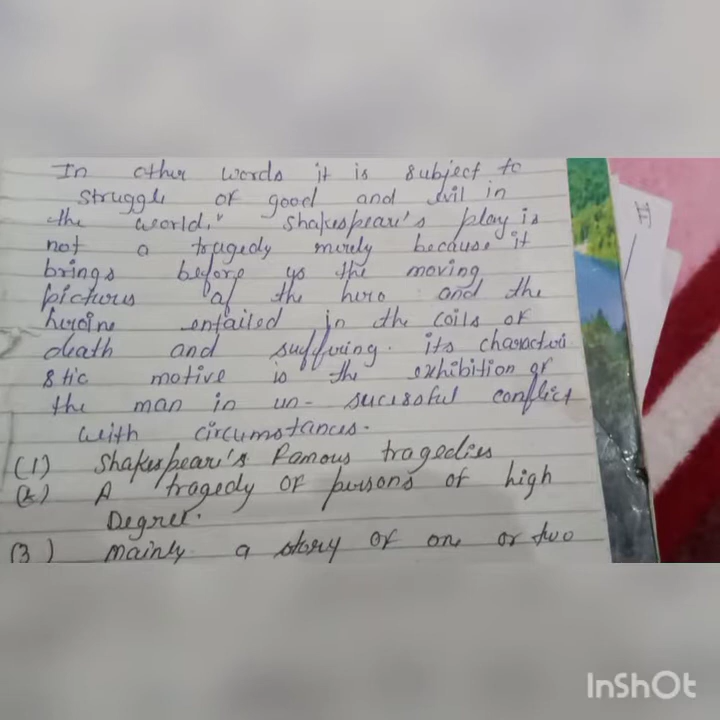 In other words it is subject to
struggle of good and evil in
the world." Shakespeare's play is
not a tragedy merely because it
brings before us the moving
pictures of the hero and the
heroine entailed in the coils of
death and suffering. its characteri
stic motive is the exhibition of
the man in un- sucessful conflict
with circumstances.
(1) Shakespeare's famous tragedies
(2) A tragedy of persons of high
Degree.
(3) mainly a story of one or two
InShOt